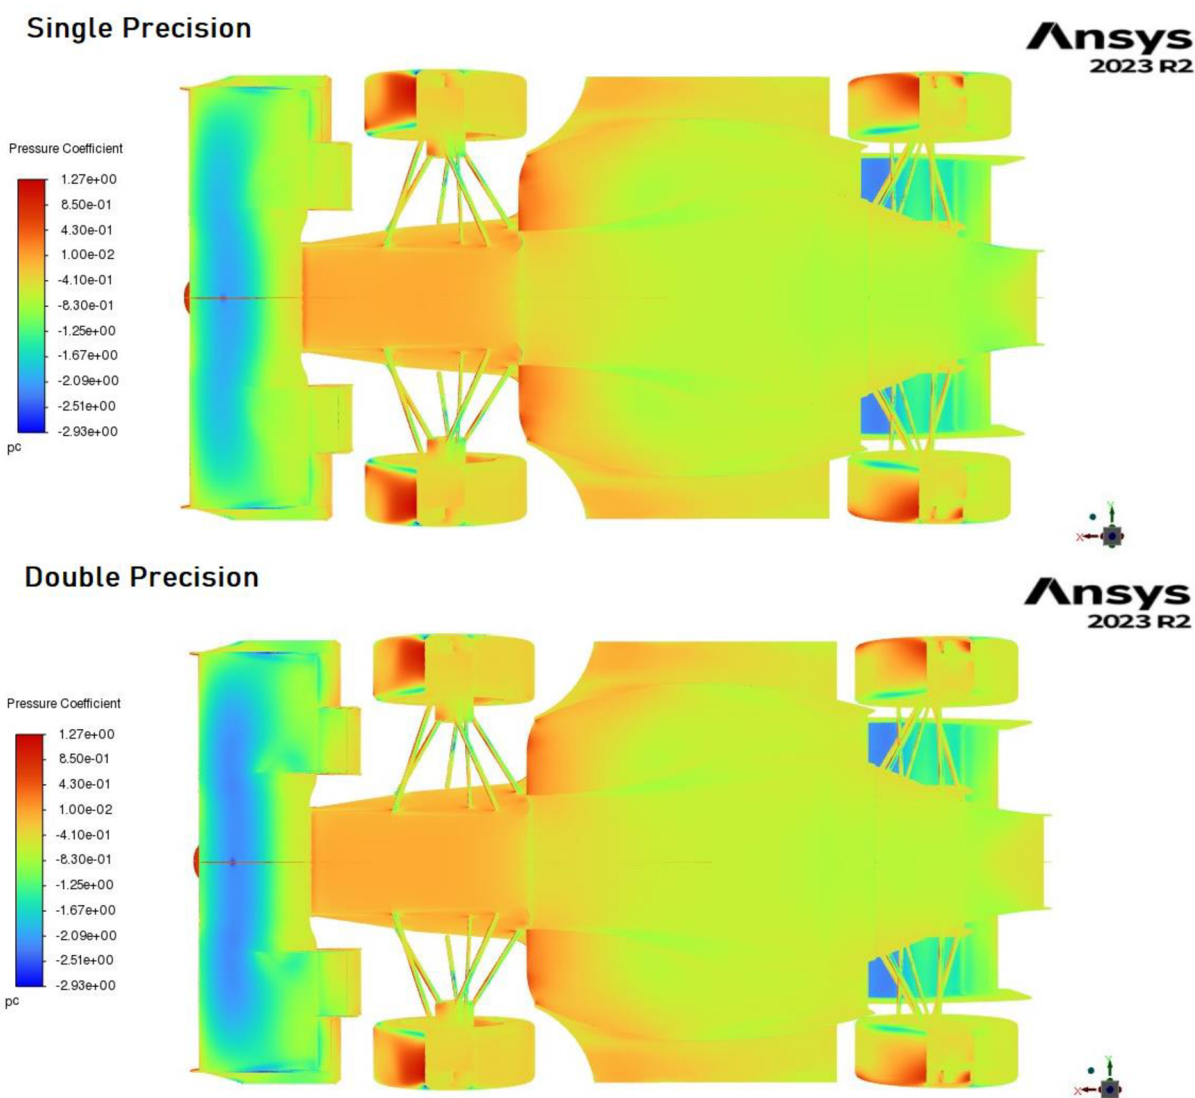 Single Precision
Ansys
2023 R2
Pressure Coefficient
1.27e+00
8.50e-01
4.30e-01
1.00e-02
-4.10e-01
-8.30e-01
-1.25e+00
-1.67e+00
-2.09e+00
-2.51e+00
-2.93e+00
pc
Y
X
Double Precision
Ansys
2023 R2
Pressure Coefficient
1.27e+00
8.50e-01
4.30e-01
1.00e-02
-4.10e-01
-8.30e-01
-1.25e+00
-1.67e+00
-2.09e+00
-2.51e+00
-2.93e+00
pc
Y
X